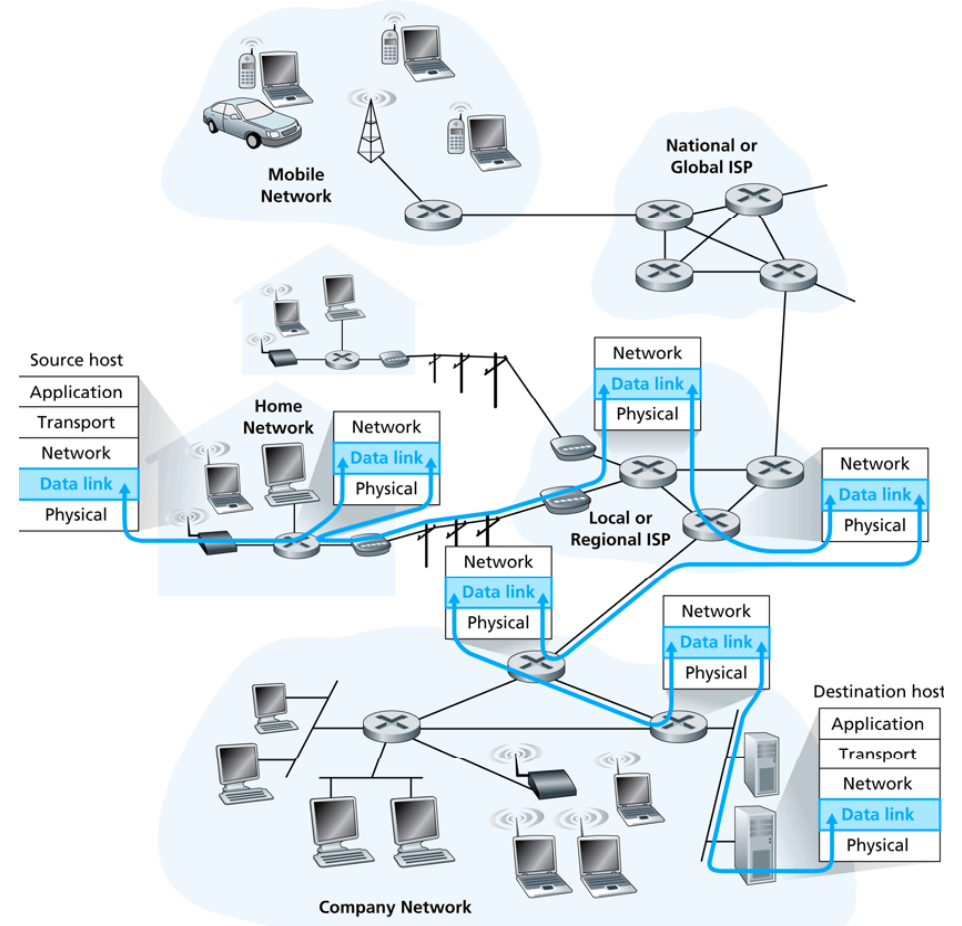 National or
Global ISP
Mobile
Network
Source host
Application
Transport
Network
Data link
Physical
Home
Network
Network
Data link
Physical
Network
Data link
Physical
Local or
Regional ISP
Network
Data link
Physical
Network
Data link
Physical
Network
Data link
Physical
Destination host
Application
Transport
Network
Data link
Physical
Company Network